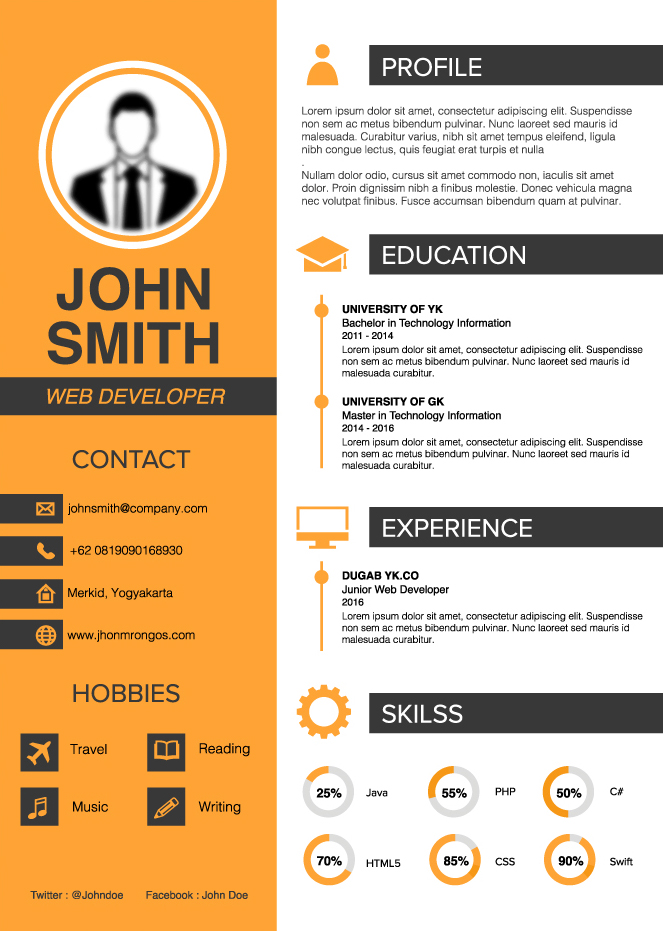 JOHN
SMITH
WEB DEVELOPER
CONTACT
johnsmith@company.com
+62 0819090168930
Merkid, Yogyakarta
www.jhonmrongos.com
HOBBIES
Travel
Reading
Music
Writing
Twitter : @Johndoe
Facebook : John Doe
PROFILE
Lorem ipsum dolor sit amet, consectetur adipiscing elit. Suspendisse
non sem ac metus bibendum pulvinar. Nunc laoreet sed mauris id
malesuada. Curabitur varius, nibh sit amet tempus eleifend, ligula
nibh congue lectus, quis feugiat erat turpis et nulla
.
Nullam dolor odio, cursus sit amet commodo non, iaculis sit amet
dolor. Proin dignissim nibh a finibus molestie. Donec vehicula magna
nec volutpat finibus. Fusce accumsan bibendum quam at pulvinar.
EDUCATION
UNIVERSITY OF YK
Bachelor in Technology Information
2011 - 2014
Lorem ipsum dolor sit amet, consectetur adipiscing elit. Suspendisse
non sem ac metus bibendum pulvinar. Nunc laoreet sed mauris id
malesuada curabitur.
UNIVERSITY OF GK
Master in Technology Information
2014 - 2016
Lorem ipsum dolor sit amet, consectetur adipiscing elit. Suspendisse
non sem ac metus bibendum pulvinar. Nunc laoreet sed mauris id
malesuada curabitur.
EXPERIENCE
DUGAB YK.CO
Junior Web Developer
2016
Lorem ipsum dolor sit amet, consectetur adipiscing elit. Suspendisse
non sem ac metus bibendum pulvinar. Nunc laoreet sed mauris id
malesuada curabitur.
SKILSS
25% Java
55% PHP
50% C#
70% HTML5
85% CSS
90% Swift